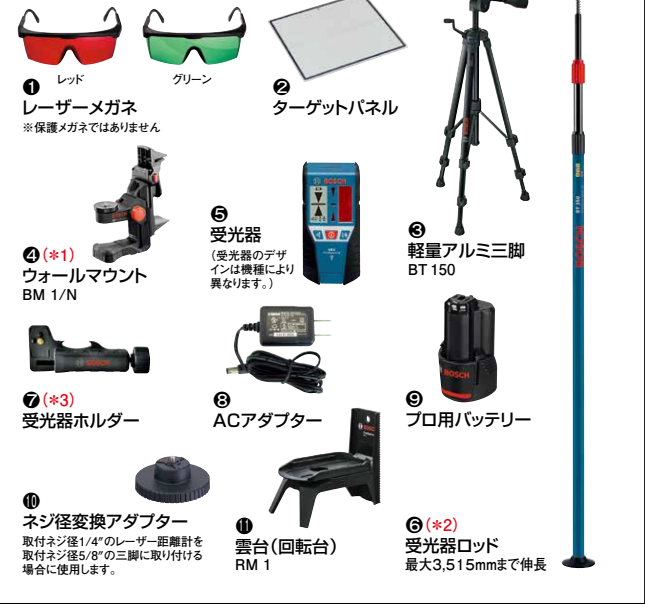 レッド
グリーン
❶
レーザーメガネ
※保護メガネではありません
❷
ターゲットパネル
❸
軽量アルミ三脚
BT 150
❹(*1)
ウォールマウント
BM 1/N
❺
受光器
(受光器のデザ
インは機種により
異なります。)
BOSCH
❼(*3)
受光器ホルダー
BOSCH
❽
ACアダプター
❾
プロ用バッテリー
BOSCH
❿
ネジ径変換アダプター
取付ネジ径1/4"のレーザー距離計を
取付ネジ径5/8"の三脚に取り付ける
場合に使用します。
⓫
雲台(回転台)
RM 1
❻(*2)
受光器ロッド
最大3,515mmまで伸長
BOSCH